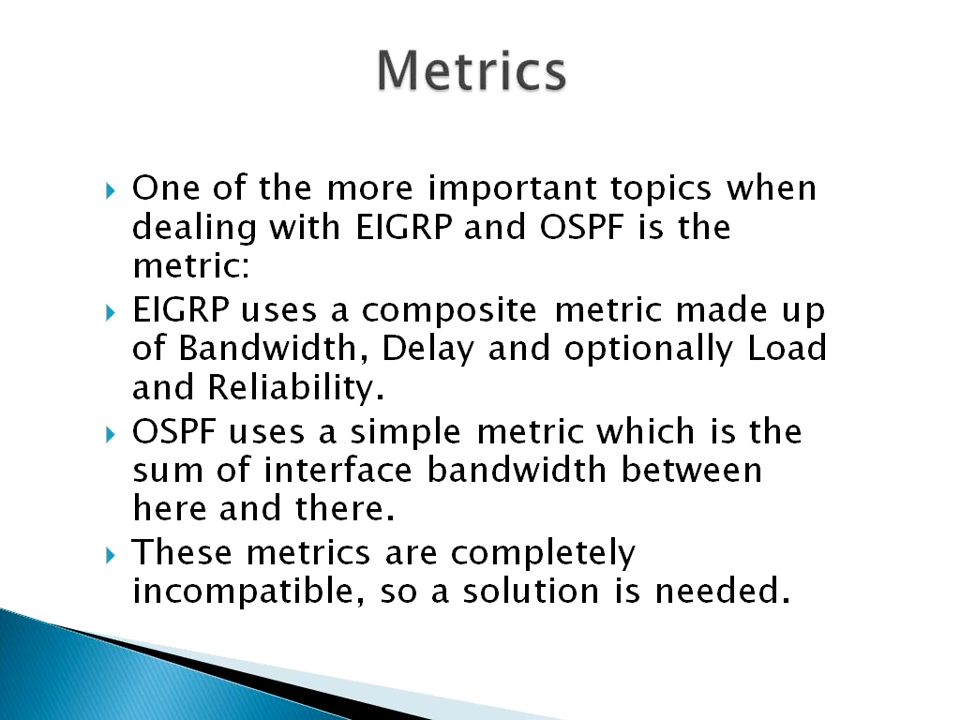 Metrics
One of the more important topics when
dealing with EIGRP and OSPF is the
metric:
EIGRP uses a composite metric made up
of Bandwidth, Delay and optionally Load
and Reliability.
OSPF uses a simple metric which is the
sum of interface bandwidth between
here and there.
These metrics are completely
incompatible, so a solution is needed.